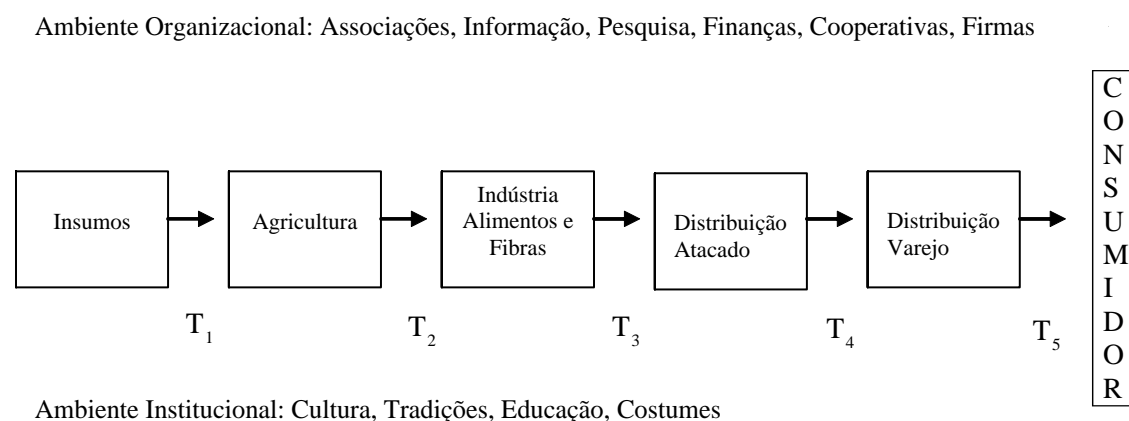 Ambiente Organizacional: Associações, Informação, Pesquisa, Finanças, Cooperativas, Firmas
Insumos
Agricultura
Indústria
Alimentos e
Fibras
Distribuição
Atacado
Distribuição
Varejo
C
O
N
S
U
M
I
D
O
R
T1
T2
T3
T4
T5
Ambiente Institucional: Cultura, Tradições, Educação, Costumes